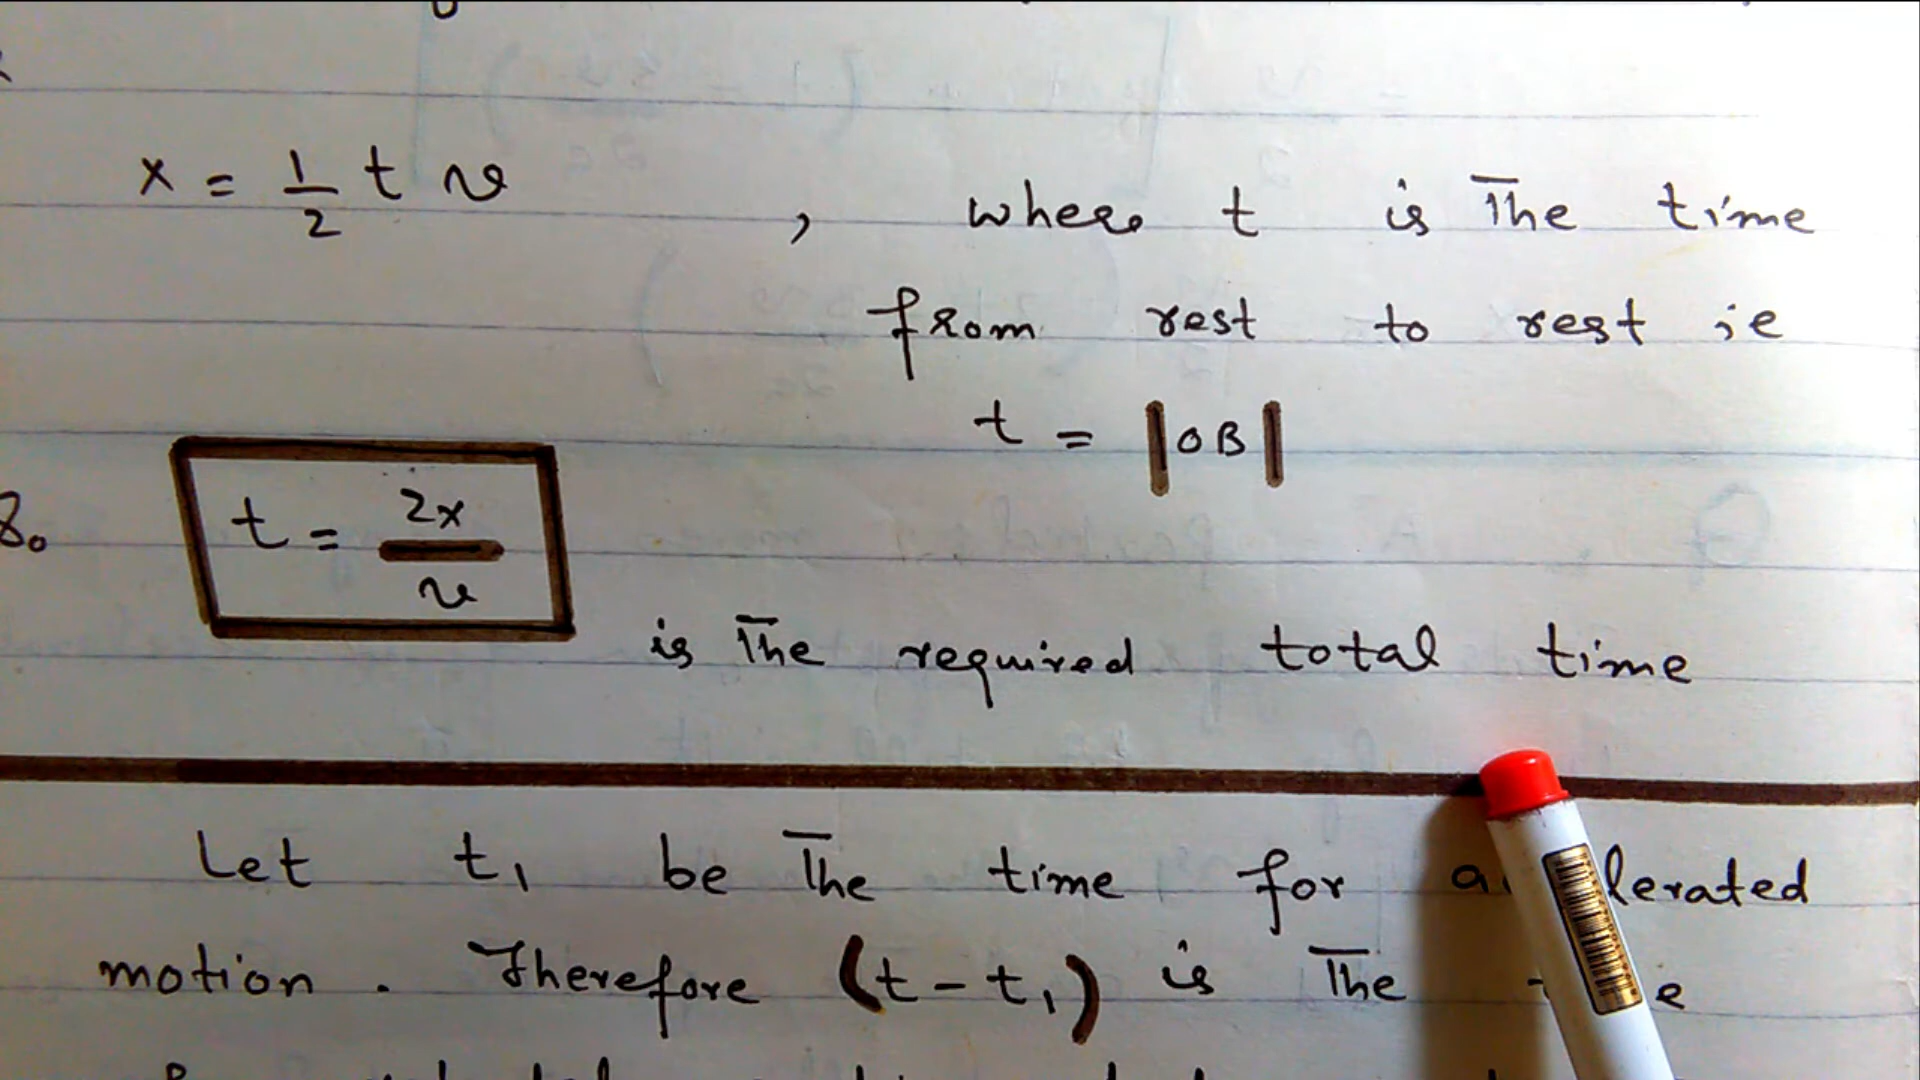 x = 1/2 t v , where t is The time
from rest to rest ie
t = |OB|
So t = 2x/v
is The required total time
Let t₁ be The time for lerated
motion . Therefore (t - t₁) is The